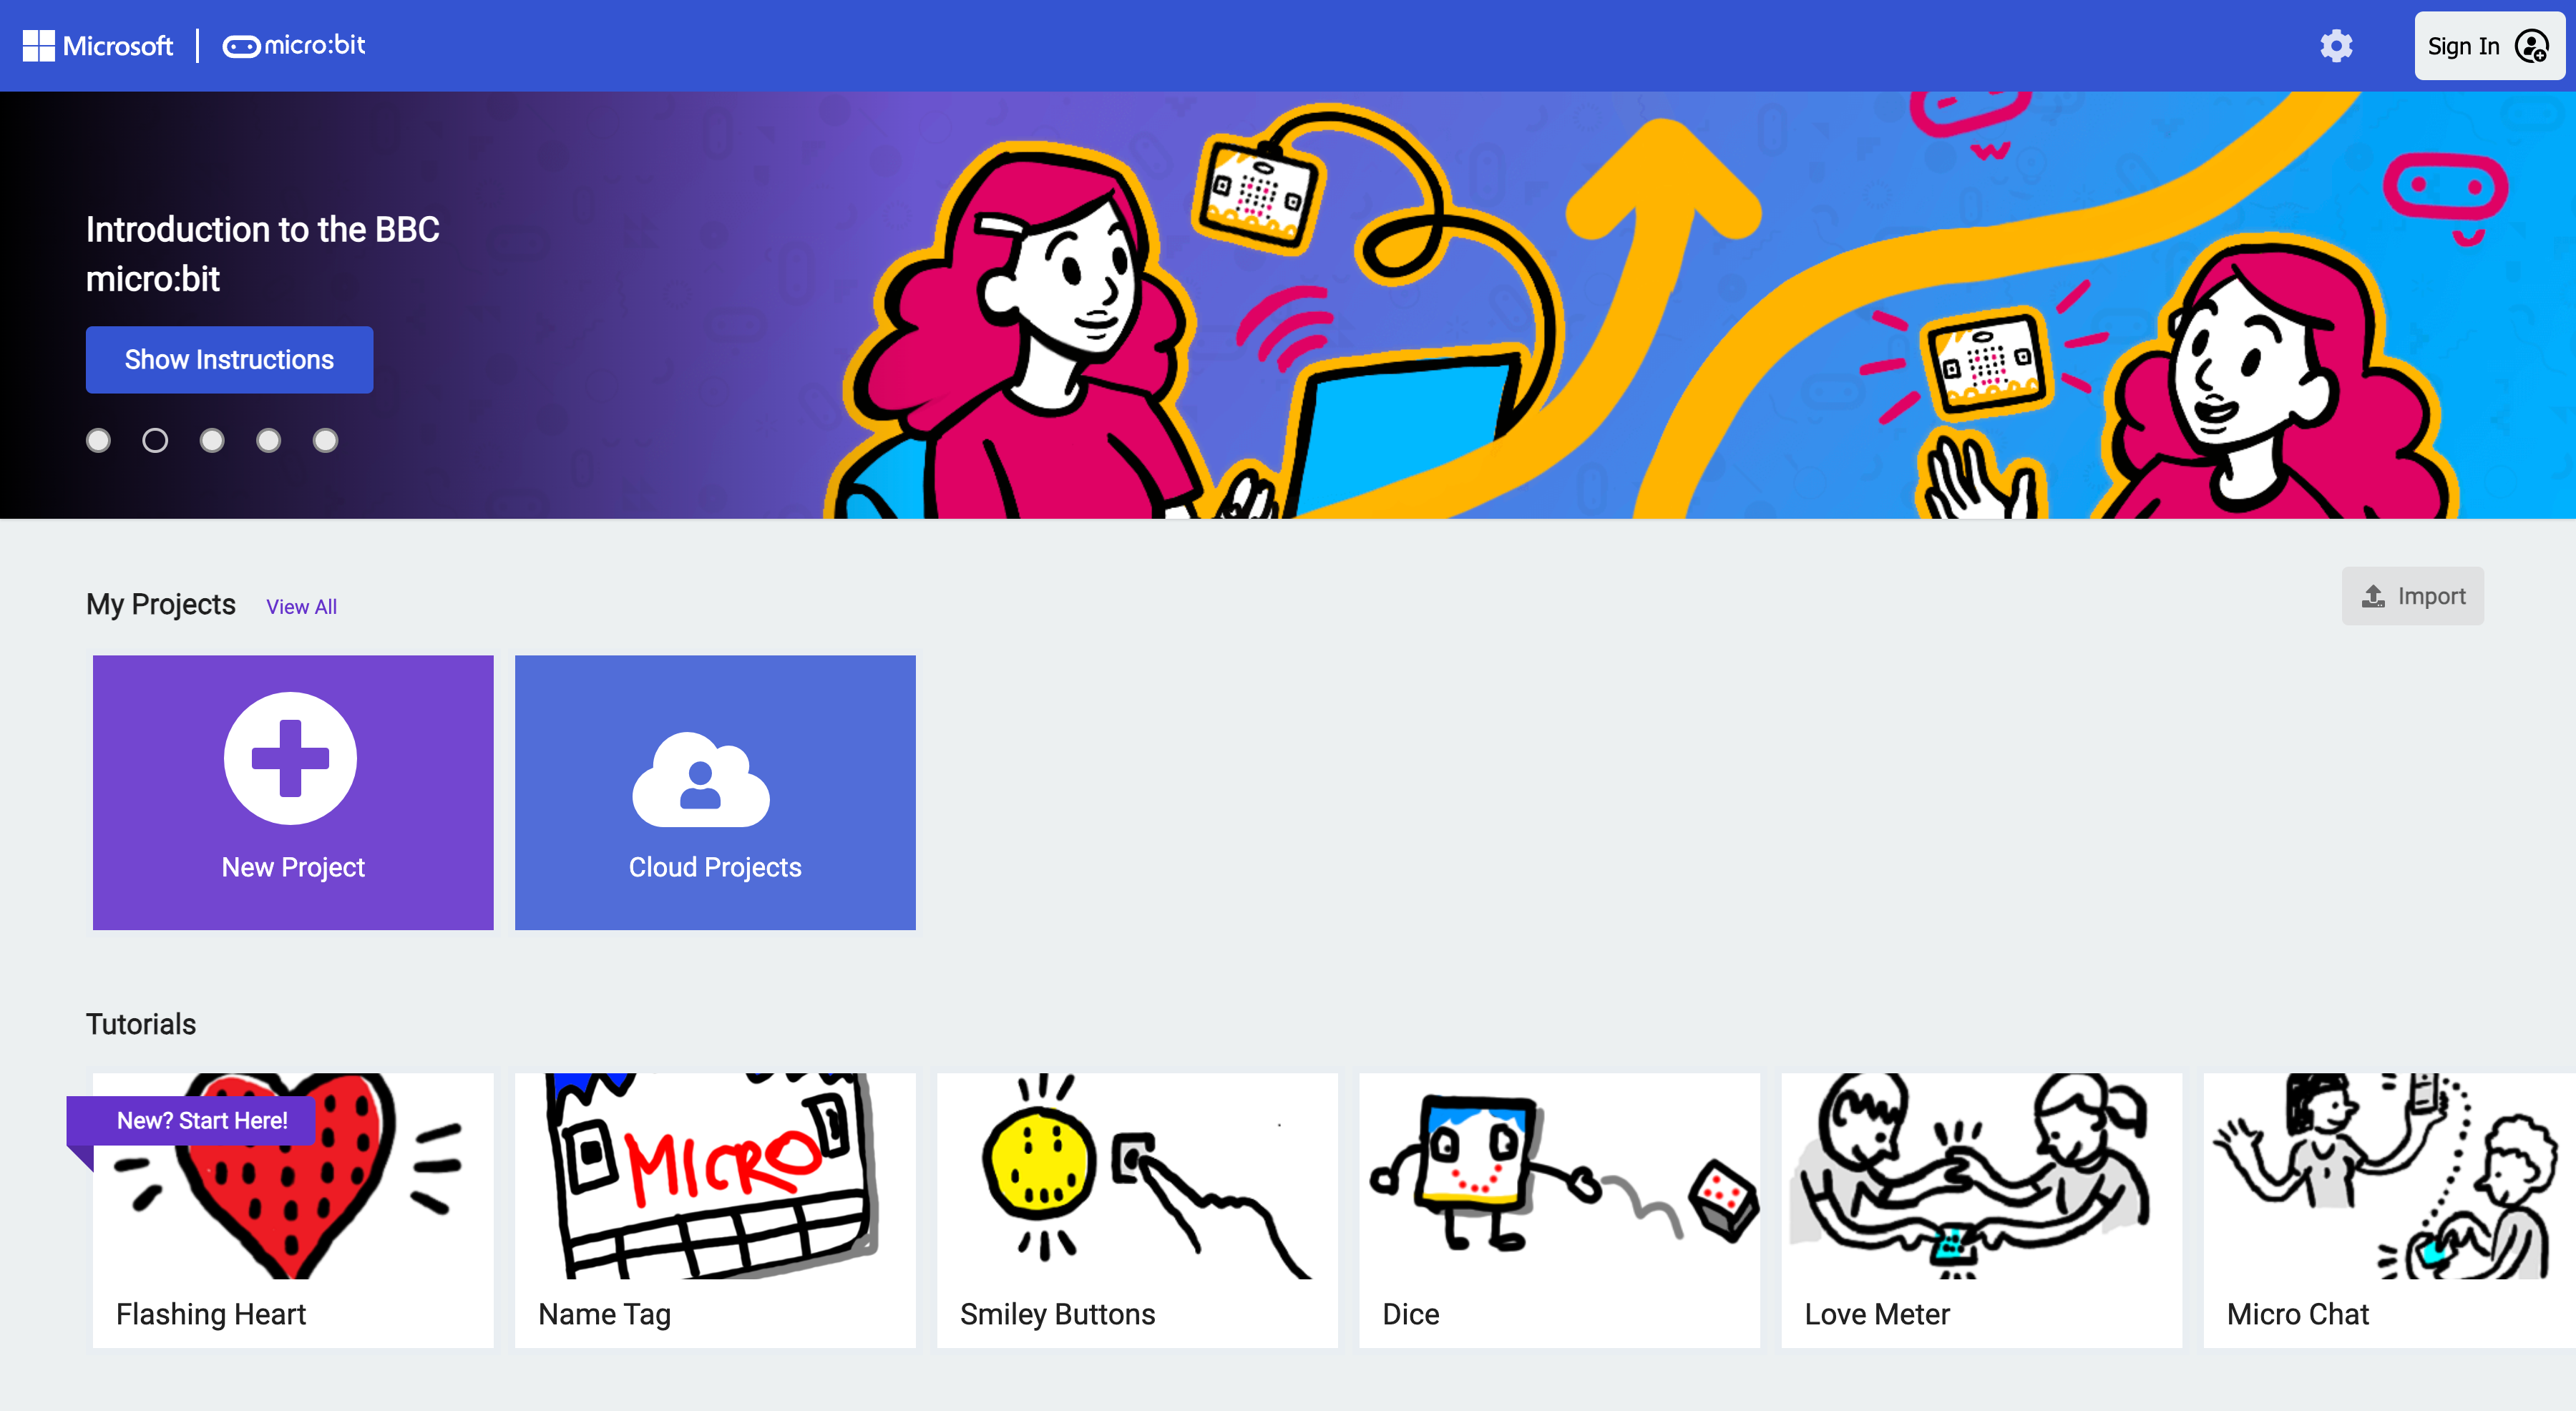 Microsoft
micro:bit
Sign In
Introduction to the BBC
micro:bit
Show Instructions
My Projects
View All
Import
New Project
Cloud Projects
Tutorials
New? Start Here!
MICRO
Flashing Heart
Name Tag
Smiley Buttons
Dice
Love Meter
Micro Chat